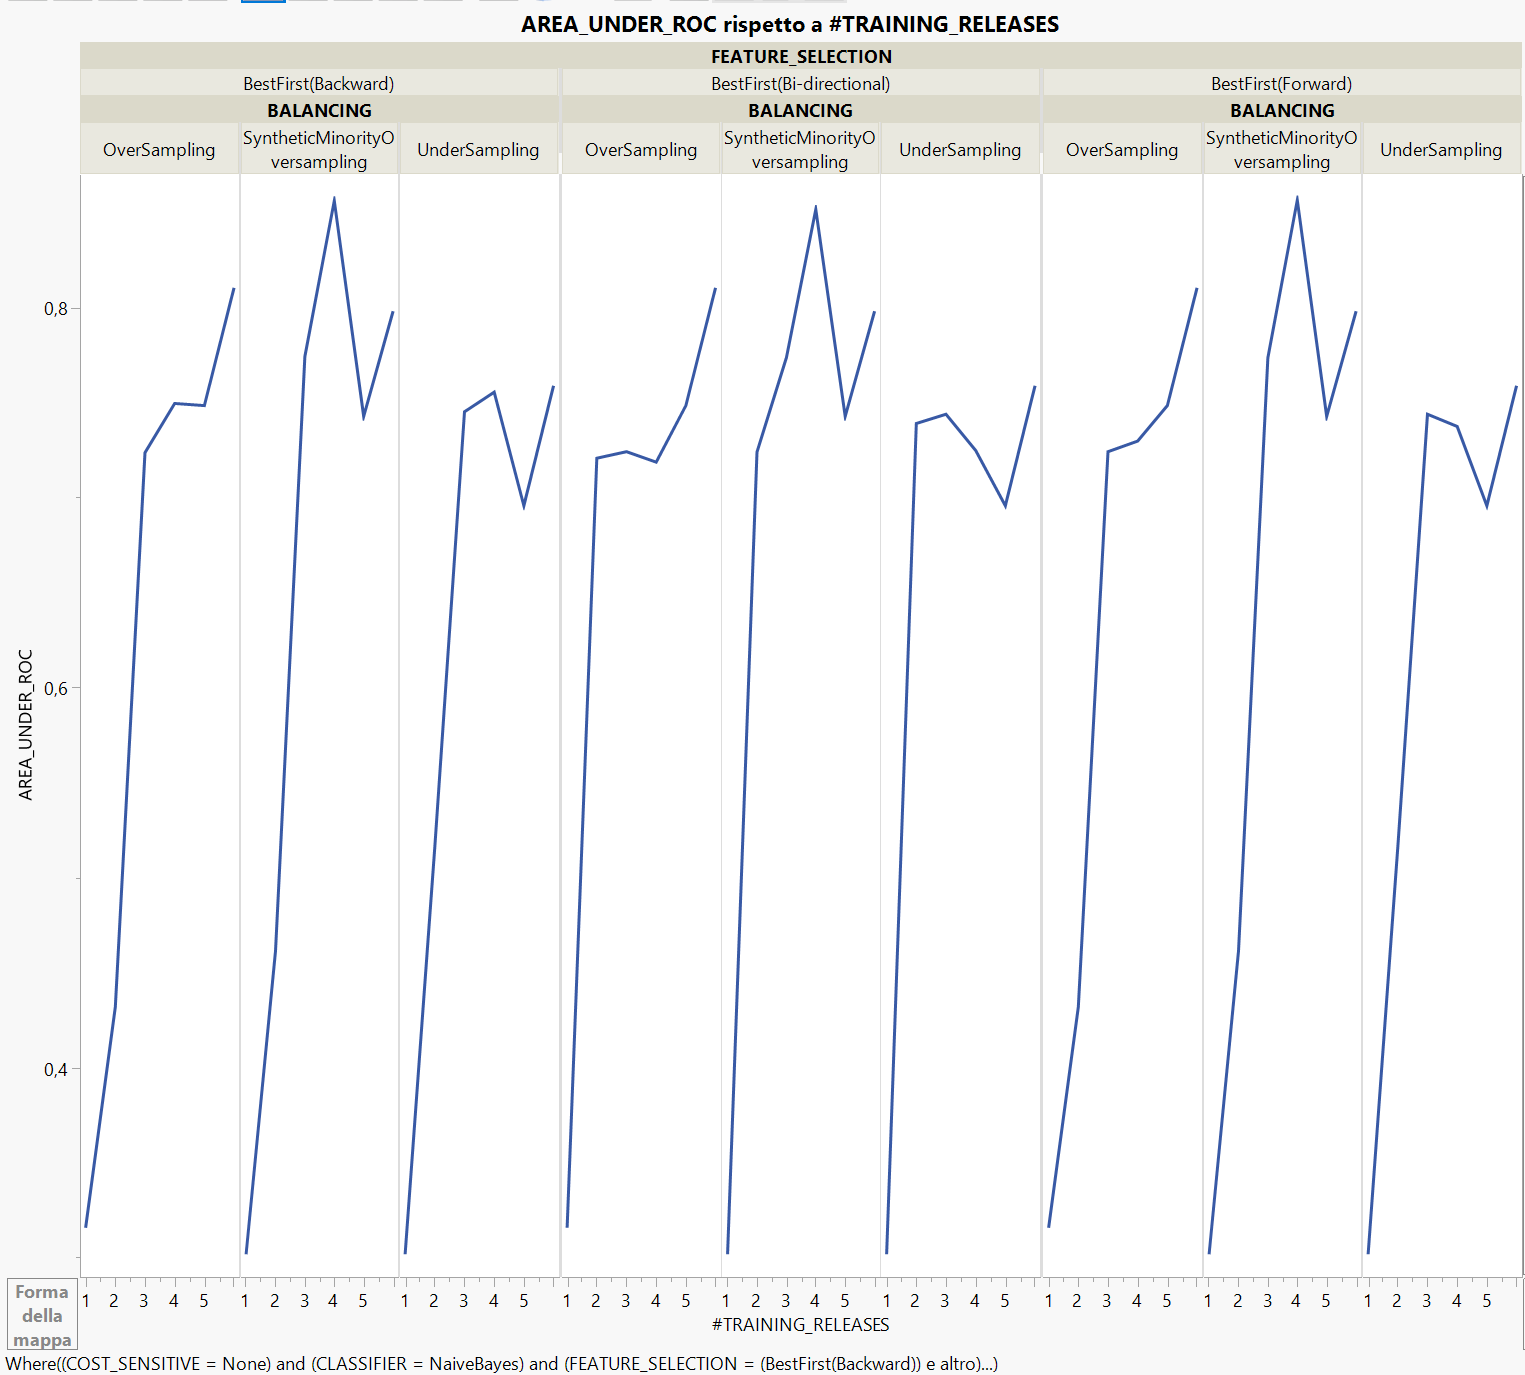 AREA_UNDER_ROC rispetto a #TRAINING_RELEASES
FEATURE_SELECTION
BestFirst(Backward) BestFirst(Bi-directional) BestFirst(Forward)
BALANCING BALANCING BALANCING
OverSampling SyntheticMinorityO
versampling UnderSampling OverSampling SyntheticMinorityO
versampling UnderSampling OverSampling SyntheticMinorityO
versampling UnderSampling
0,8
0,6
0,4
AREA_UNDER_ROC
1 2 3 4 5 1 2 3 4 5 1 2 3 4 5 1 2 3 4 5 1 2 3 4 5 1 2 3 4 5 1 2 3 4 5 1 2 3 4 5 1 2 3 4 5
#TRAINING_RELEASES
Forma
della
mappa
Where((COST_SENSITIVE = None) and (CLASSIFIER = NaiveBayes) and (FEATURE_SELECTION = (BestFirst(Backward)) e altro)...)